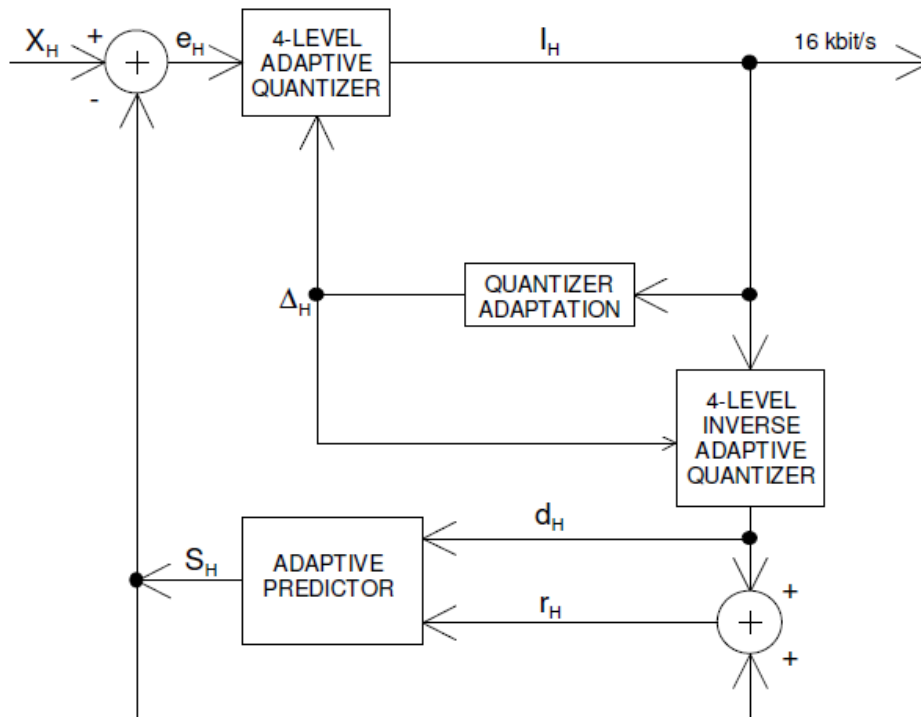 X_H
+
-
+
e_H
4-LEVEL
ADAPTIVE
QUANTIZER
I_H
16 kbit/s
Δ_H
QUANTIZER
ADAPTATION
4-LEVEL
INVERSE
ADAPTIVE
QUANTIZER
d_H
S_H
ADAPTIVE
PREDICTOR
r_H
+
+
+